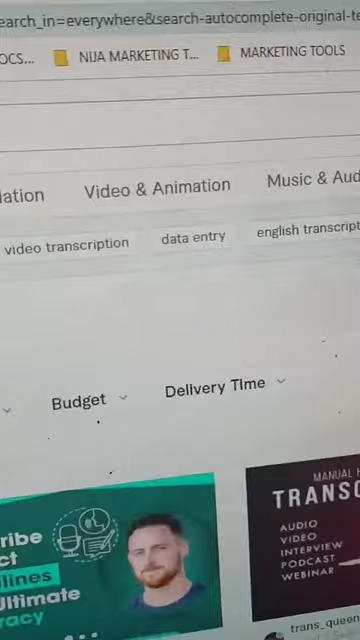 earch_in=everywhere&search-autocomplete-original-te
OCS... NIJA MARKETING T... MARKETING TOOLS
lation Video & Animation Music & Aud
video transcription data entry english transcript
Budget Delivery Time
ribe
ct
lines
Ultimate
racy
MANUAL H
TRANSC
AUDIO
VIDEO
INTERVIEW
PODCAST
WEBINAR
trans_queen